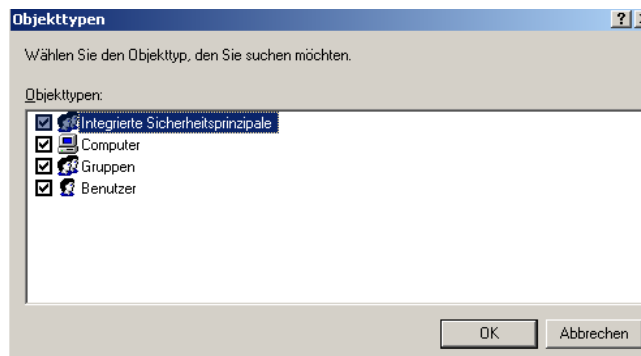 Objekttypen
Wählen Sie den Objekttyp, den Sie suchen möchten.
Objekttypen:
Integrierte Sicherheitsprinzipale
Computer
Gruppen
Benutzer
OK Abbrechen